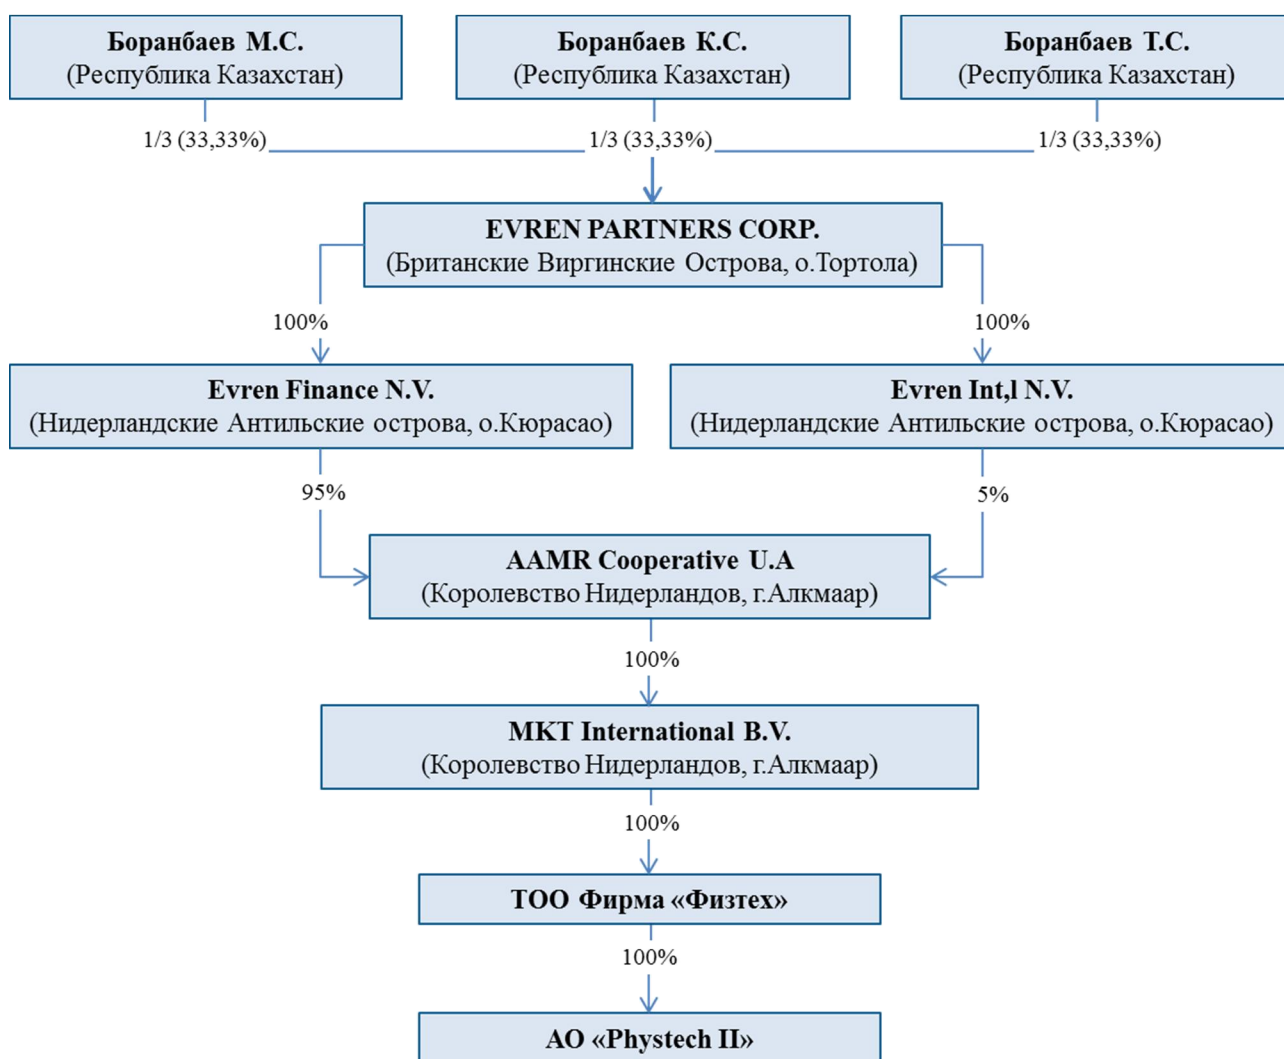 Боранбаев М.С.
(Республика Казахстан)
Боранбаев К.С.
(Республика Казахстан)
Боранбаев Т.С.
(Республика Казахстан)
1/3 (33,33%)
1/3 (33,33%)
1/3 (33,33%)
EVREN PARTNERS CORP.
(Британские Виргинские Острова, о.Тортола)
100%
100%
Evren Finance N.V.
(Нидерландские Антильские острова, о.Кюрасао)
Evren Int,l N.V.
(Нидерландские Антильские острова, о.Кюрасао)
95%
5%
AAMR Cooperative U.A
(Королевство Нидерландов, г.Алкмаар)
100%
MKT International B.V.
(Королевство Нидерландов, г.Алкмаар)
100%
ТОО Фирма «Физтех»
100%
АО «Phystech II»